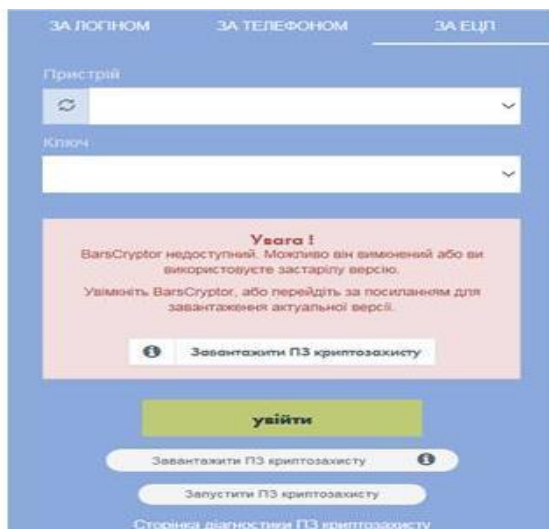 ЗА ЛОГІНОМ ЗА ТЕЛЕФОНОМ ЗА ЕЦП
Пристрій
Ключ
Увага !
BarsCryptor недоступний. Можливо він вимкнений або ви
використовуєте застарілу версію.
Увімкніть BarsCryptor, або перейдіть за посиланням для
завантаження актуальної версії.
Завантажити ПЗ криптозахисту
увійти
Завантажити ПЗ криптозахисту
Запустити ПЗ криптозахисту
Сторінка діагностики ПЗ криптозахисту